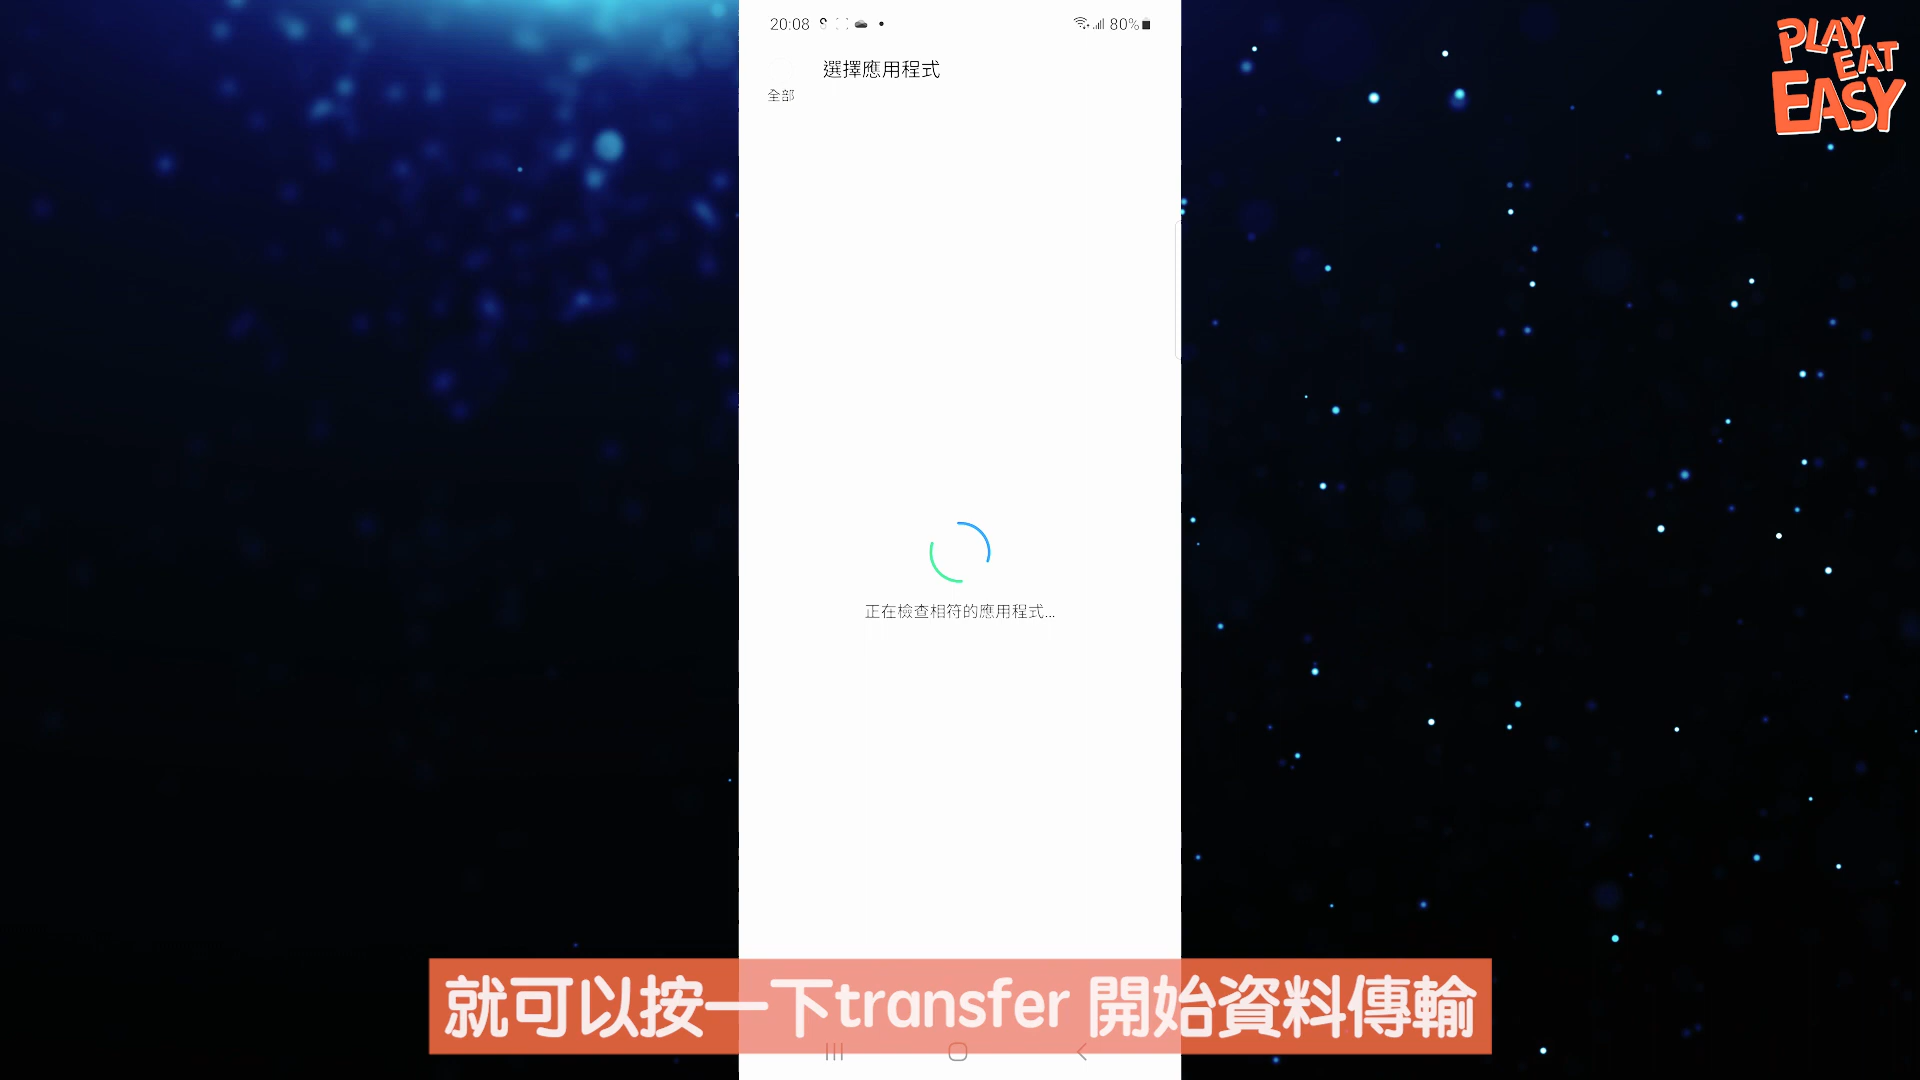 20:08
80%
PLAY
EAT
EASY
選擇應用程式
全部
正在檢查相符的應用程式...
就可以按一下transfer 開始資料傳輸